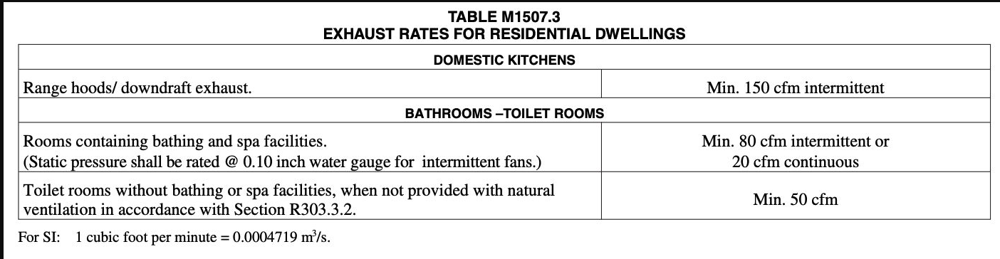 TABLE M1507.3
EXHAUST RATES FOR RESIDENTIAL DWELLINGS
DOMESTIC KITCHENS
Range hoods/ downdraft exhaust.
Min. 150 cfm intermittent
BATHROOMS –TOILET ROOMS
Rooms containing bathing and spa facilities.
(Static pressure shall be rated @ 0.10 inch water gauge for intermittent fans.)
Min. 80 cfm intermittent or
20 cfm continuous
Toilet rooms without bathing or spa facilities, when not provided with natural
ventilation in accordance with Section R303.3.2.
Min. 50 cfm
For SI: 1 cubic foot per minute = 0.0004719 m³/s.